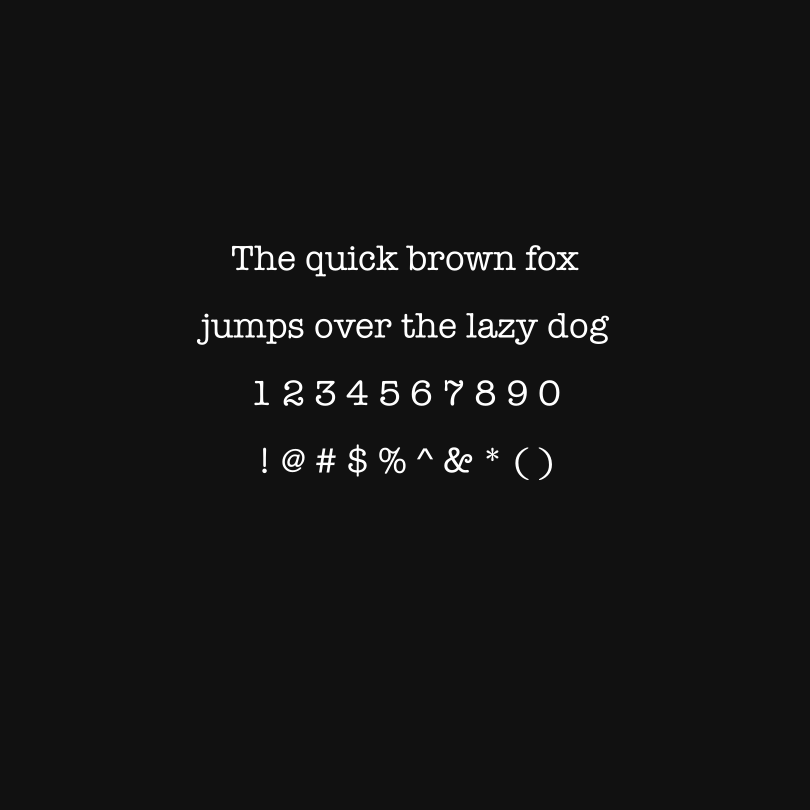 The quick brown fox
jumps over the lazy dog
1 2 3 4 5 6 7 8 9 0
! @ # $ % ^ & * ( )